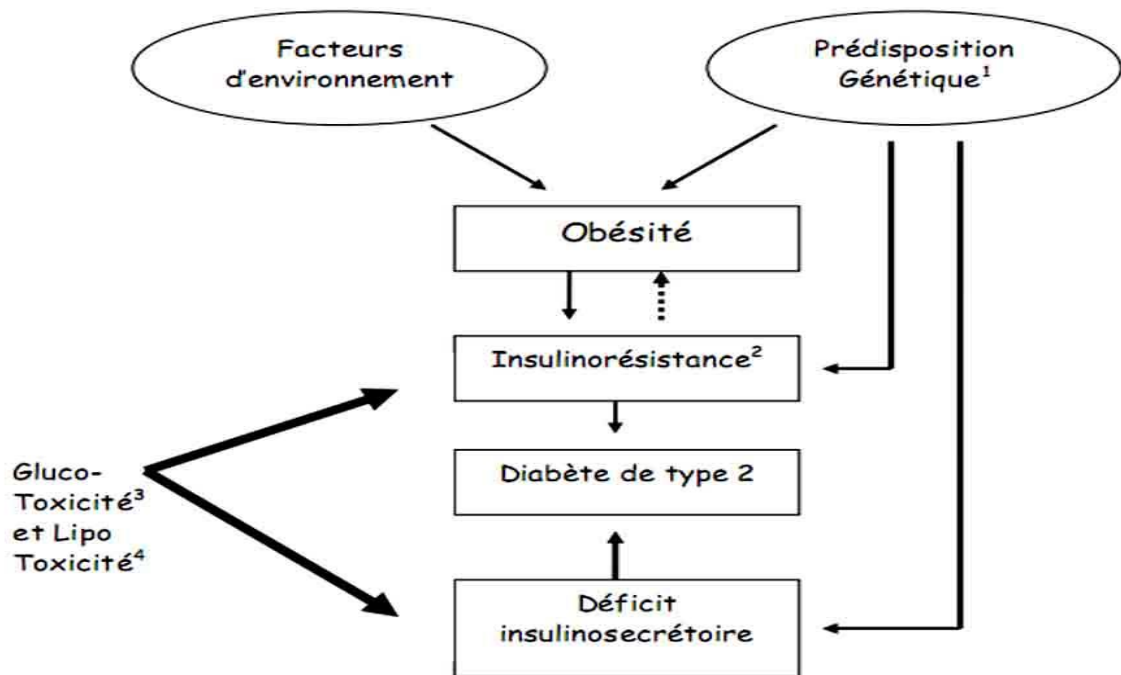 Facteurs
d'environnement
Prédisposition
Génétique¹
Obésité
Insulinorésistance²
Diabète de type 2
Gluco-
Toxicité³
et Lipo
Toxicité⁴
Déficit
insulinosecrétoire